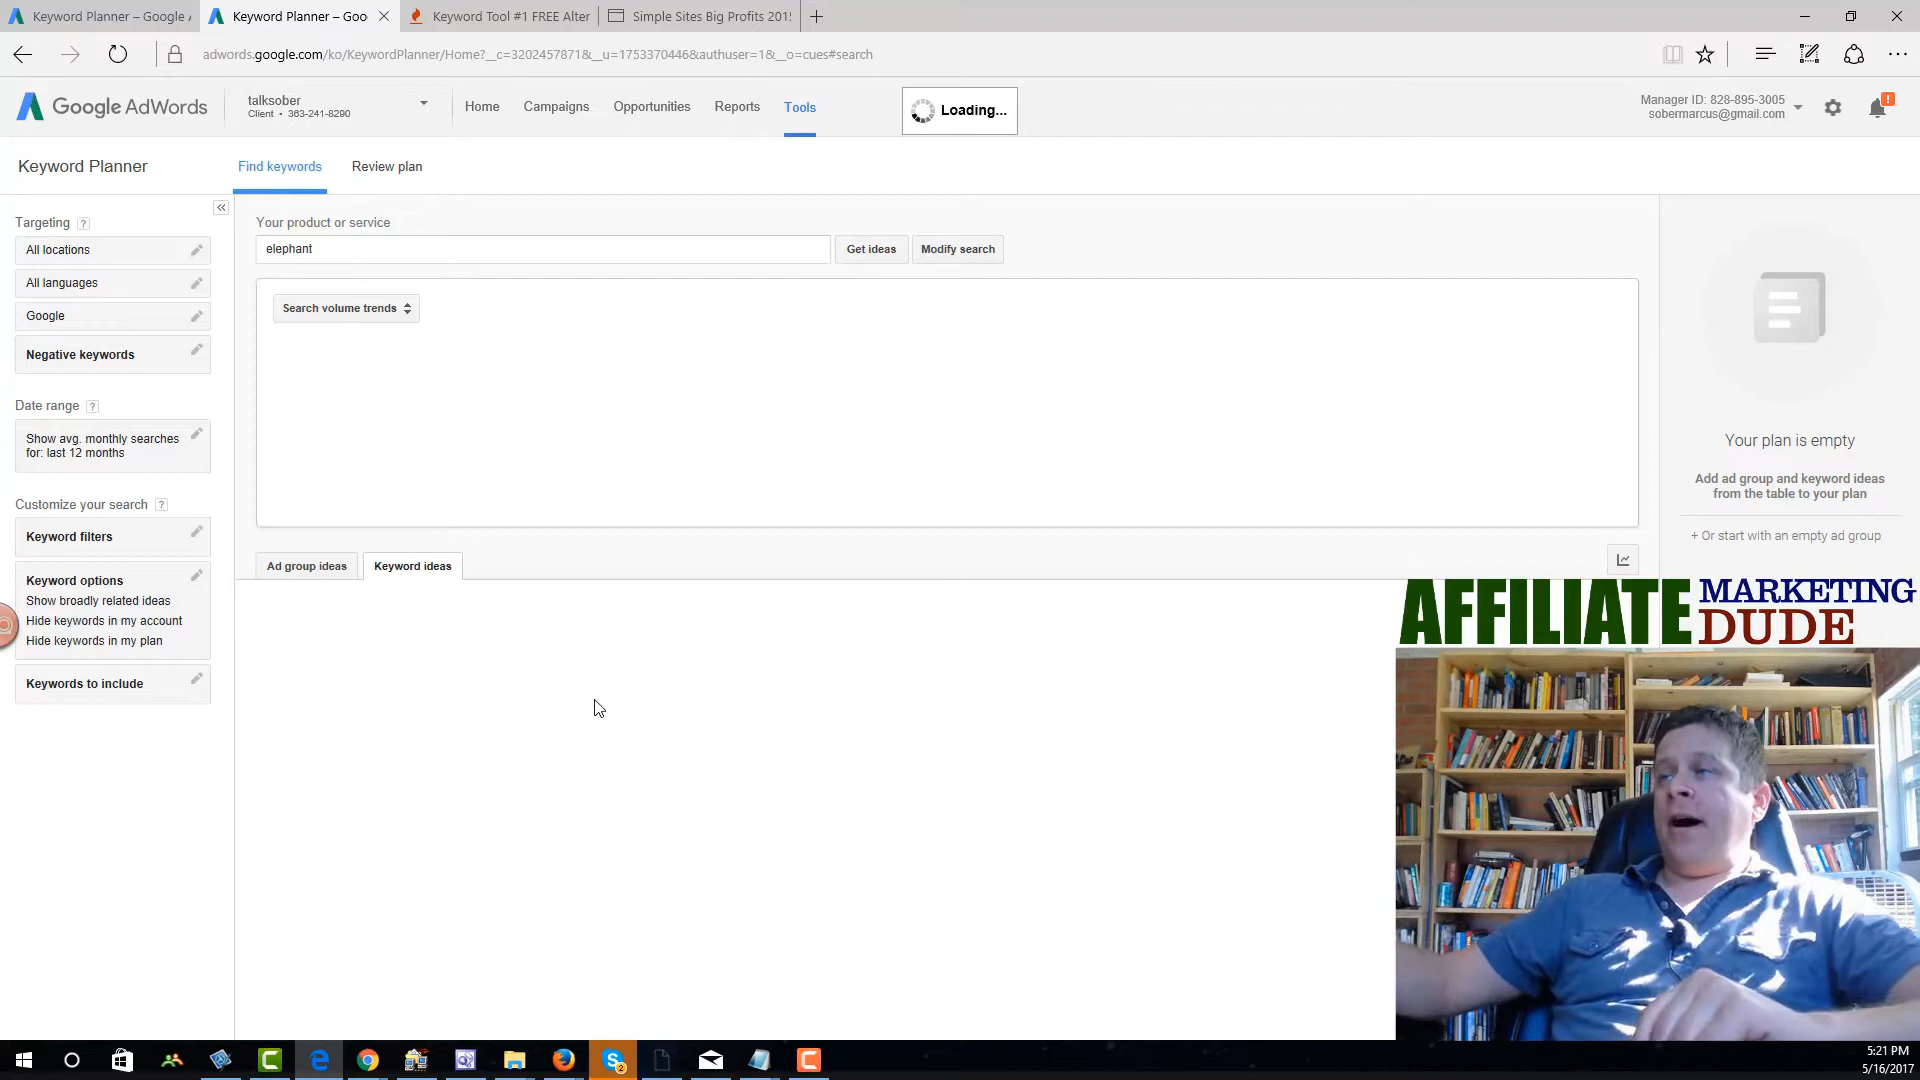 Keyword Planner – Google A
Keyword Planner – Goo
Keyword Tool #1 FREE Alter
Simple Sites Big Profits 2015
adwords.google.com/ko/KeywordPlanner/Home?__c=3202457871&__u=1753370446&authuser=1&__o=cues#search
Google AdWords
talksober
Client • 363-241-8290
Home
Campaigns
Opportunities
Reports
Tools
Loading...
Manager ID: 828-895-3005
sobermarcus@gmail.com
!
Keyword Planner
Find keywords
Review plan
Targeting ?
All locations
All languages
Google
Negative keywords
Date range ?
Show avg. monthly searches
for: last 12 months
Customize your search ?
Keyword filters
Keyword options
Show broadly related ideas
Hide keywords in my account
Hide keywords in my plan
Keywords to include
Your product or service
elephant
Get ideas
Modify search
Search volume trends
Ad group ideas
Keyword ideas
Your plan is empty
Add ad group and keyword ideas
from the table to your plan
+ Or start with an empty ad group
AFFILIATE MARKETING
DUDE
2
5:21 PM
5/16/2017